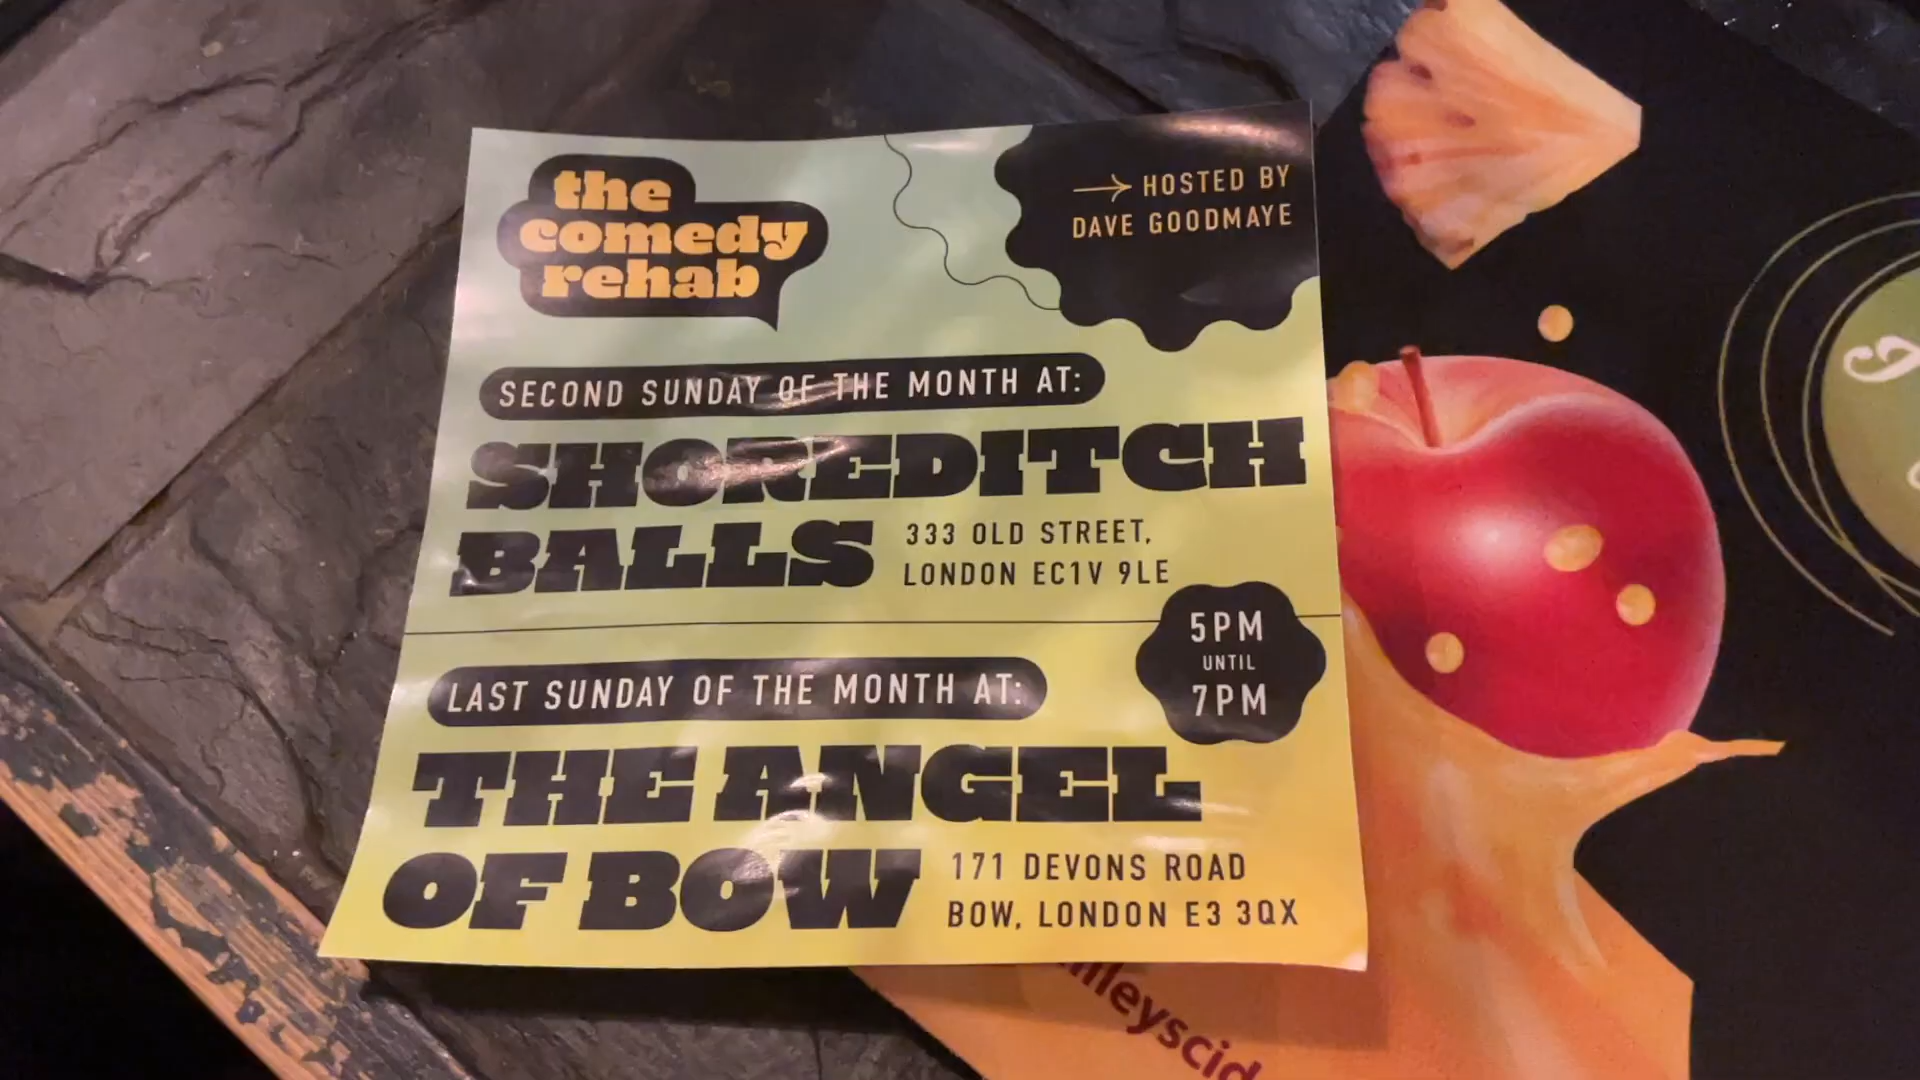 the
comedy
rehab
→ HOSTED BY
DAVE GOODMAYE
SECOND SUNDAY OF THE MONTH AT:
SHOREDITCH
BALLS
333 OLD STREET,
LONDON EC1V 9LE
5PM
UNTIL
7PM
LAST SUNDAY OF THE MONTH AT:
THE ANGEL
OF BOW
171 DEVONS ROAD
BOW, LONDON E3 3QX